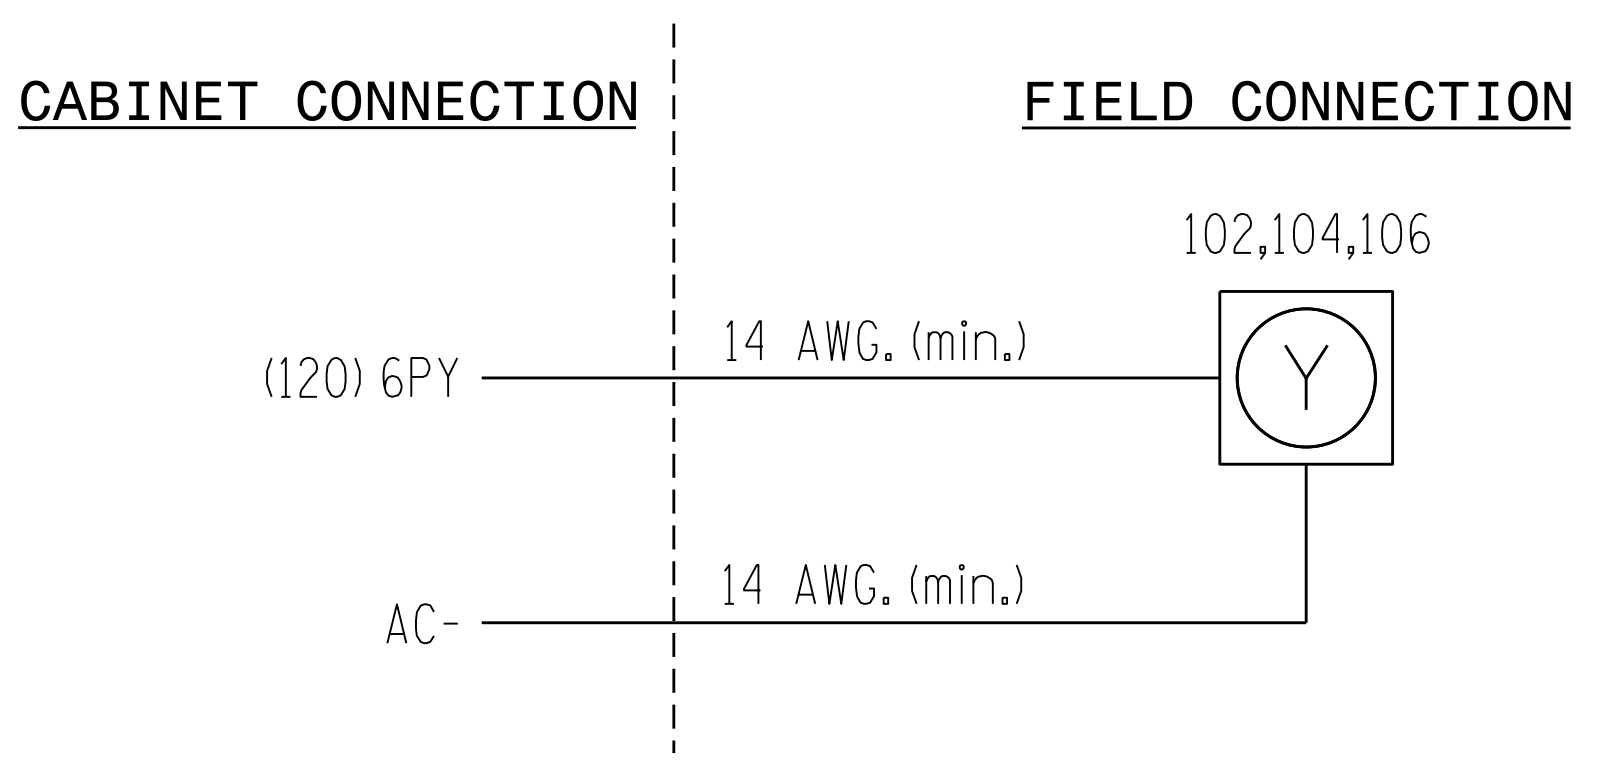 CABINET CONNECTION
FIELD CONNECTION
102,104,106
14 AWG. (min.)
(120) 6PY
Y
14 AWG. (min.)
AC-